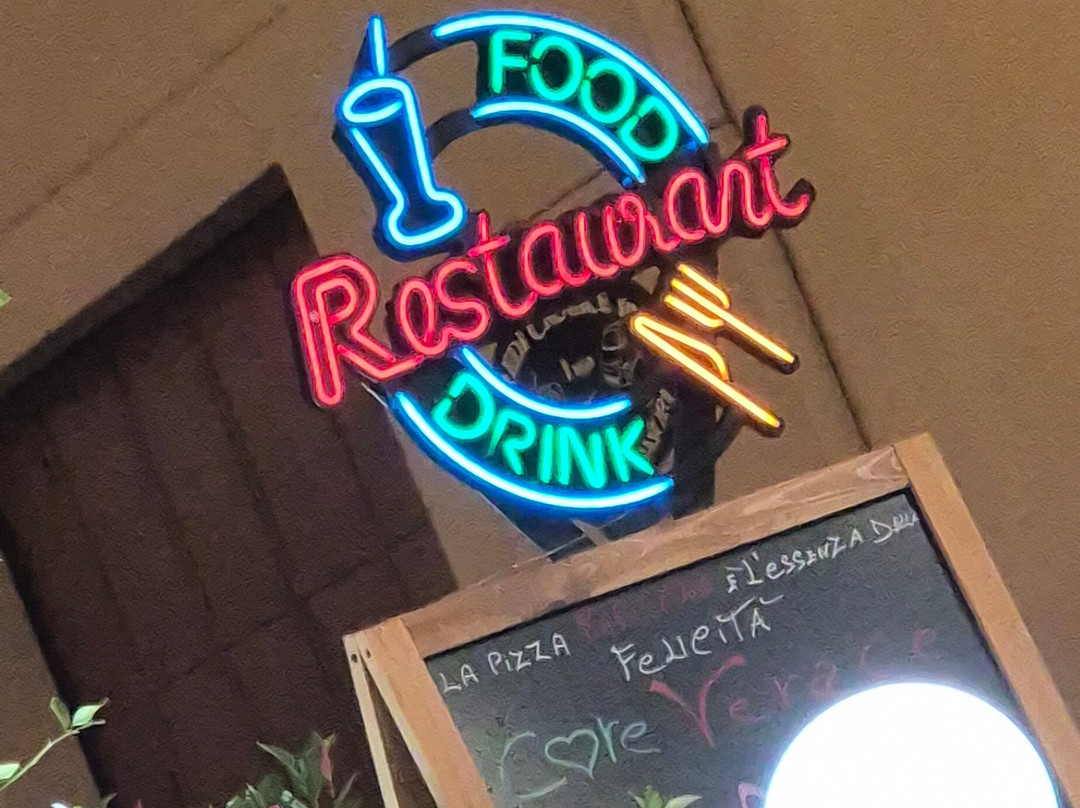 FOOD
Restaurant
DRINK
LA PiZZA È L'essENZA DellA
FeliciTÀ
Core Verace